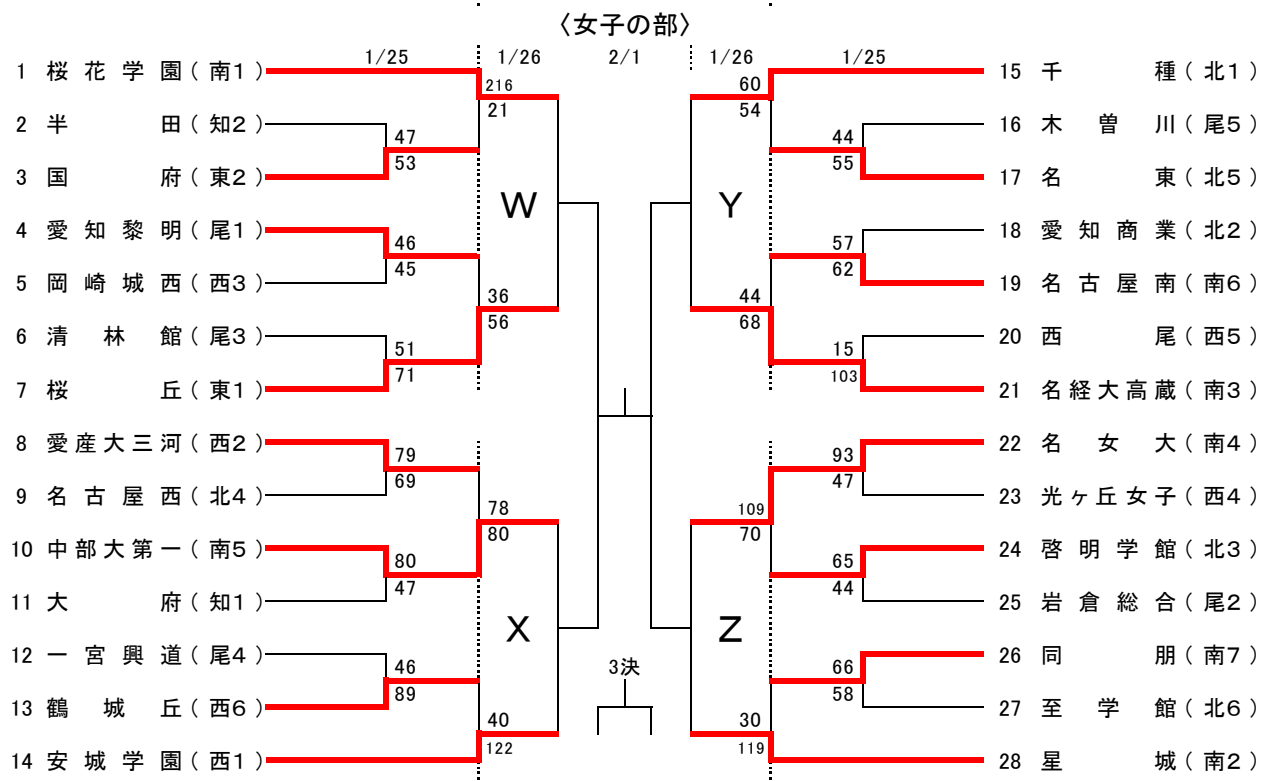 〈女子の部〉
1/25 1/26 2/1 1/26 1/25
1 桜花学園(南1)
2 半田(知2)
3 国府(東2)
4 愛知黎明(尾1)
5 岡崎城西(西3)
6 清林館(尾3)
7 桜丘(東1)
8 愛産大三河(西2)
9 名古屋西(北4)
10 中部大第一(南5)
11 大府(知1)
12 一宮興道(尾4)
13 鶴城丘(西6)
14 安城学園(西1)
47
53
46
45
51
71
79
69
80
47
46
89
216
21
36
56
78
80
40
122
W
X
3決
Y
Z
60
54
44
68
109
70
30
119
44
55
57
62
15
103
93
47
65
44
66
58
15 千種(北1)
16 木曽川(尾5)
17 名東(北5)
18 愛知商業(北2)
19 名古屋南(南6)
20 西尾(西5)
21 名経大高蔵(南3)
22 名女大(南4)
23 光ヶ丘女子(西4)
24 啓明学館(北3)
25 岩倉総合(尾2)
26 同朋(南7)
27 至学館(北6)
28 星城(南2)